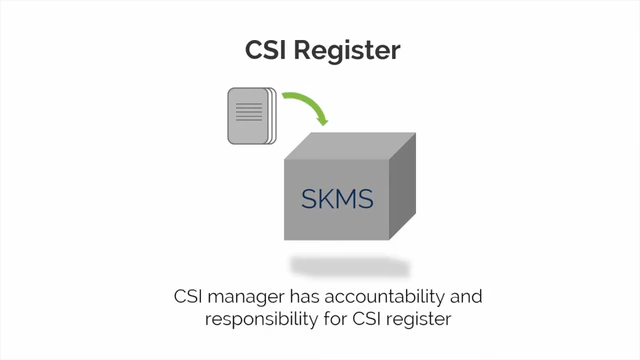 CSI Register
SKMS
CSI manager has accountability and
responsibility for CSI register